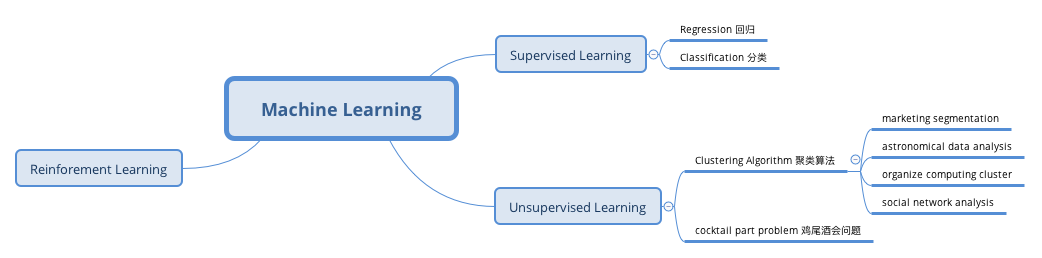 Machine Learning
Supervised Learning
Regression 回归
Classification 分类
Unsupervised Learning
Clustering Algorithm 聚类算法
marketing segmentation
astronomical data analysis
organize computing cluster
social network analysis
cocktail part problem 鸡尾酒会问题
Reinforement Learning